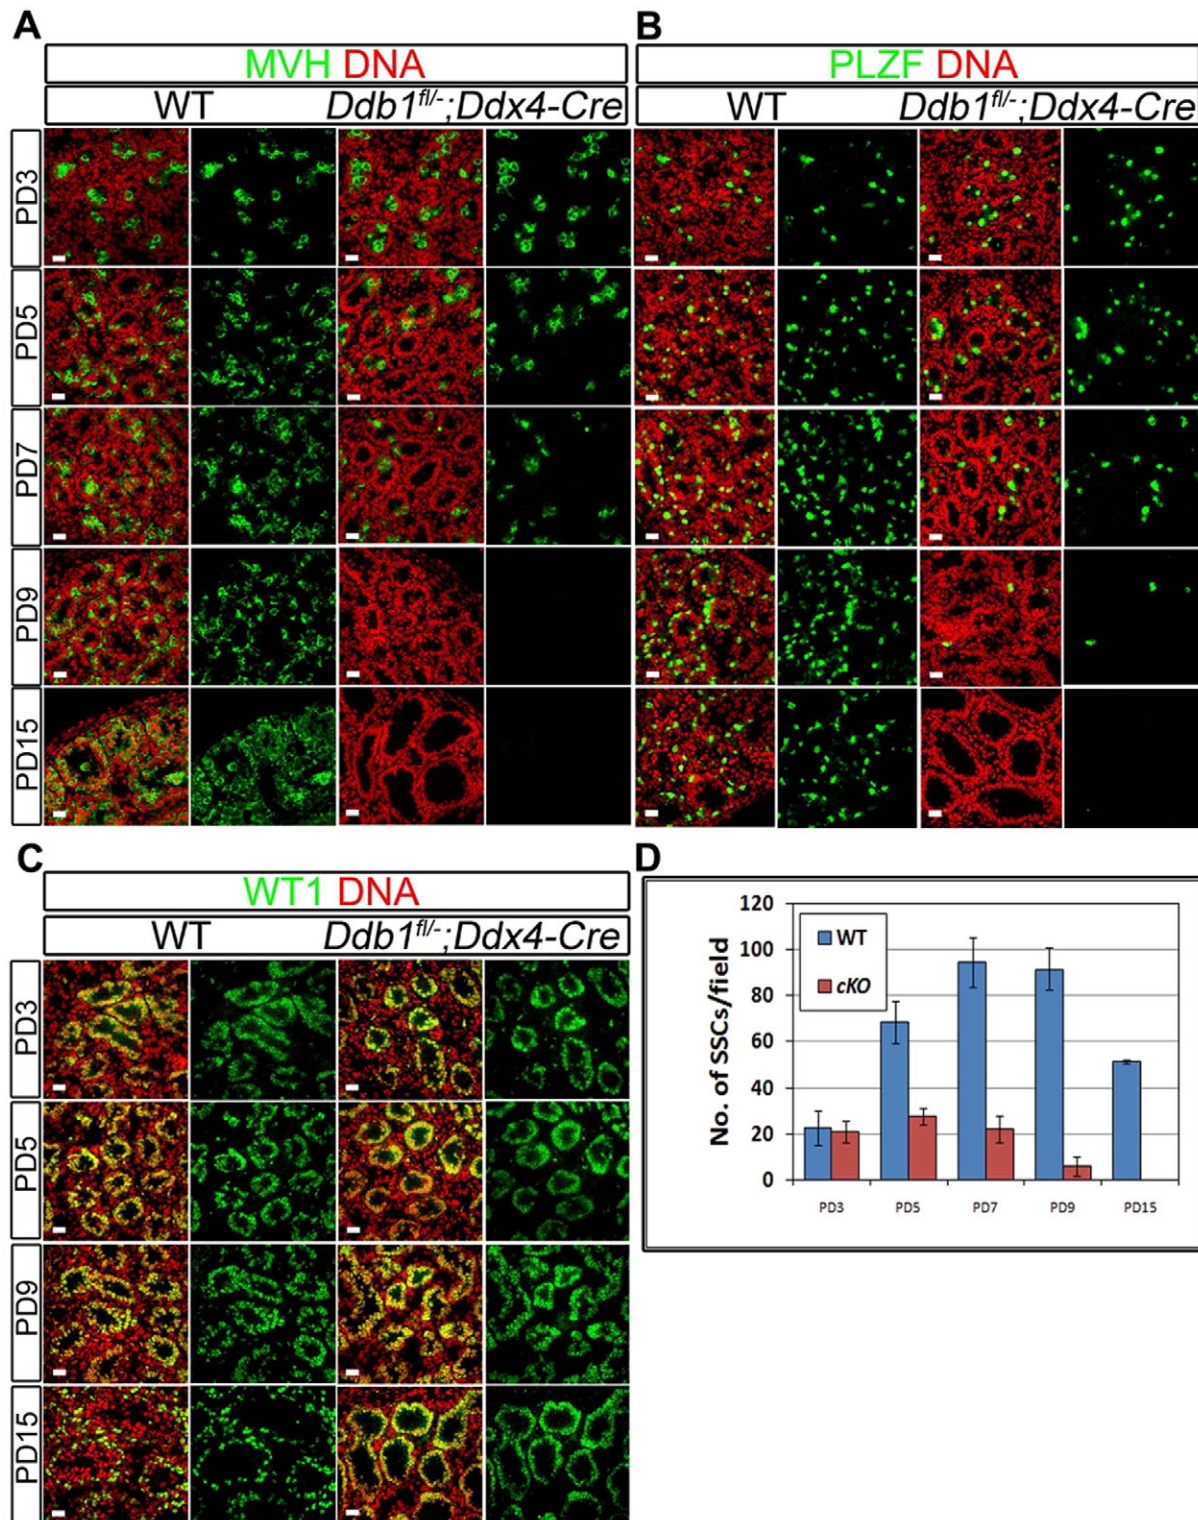 A
MVH DNA
WT Ddb1fl/-;Ddx4-Cre
PD3
PD5
PD7
PD9
PD15
B
PLZF DNA
WT Ddb1fl/-;Ddx4-Cre
C
WT1 DNA
WT Ddb1fl/-;Ddx4-Cre
PD3
PD5
PD9
PD15
D
No. of SSCs/field
120
100
80
60
40
20
0
WT
cKO
PD3 PD5 PD7 PD9 PD15